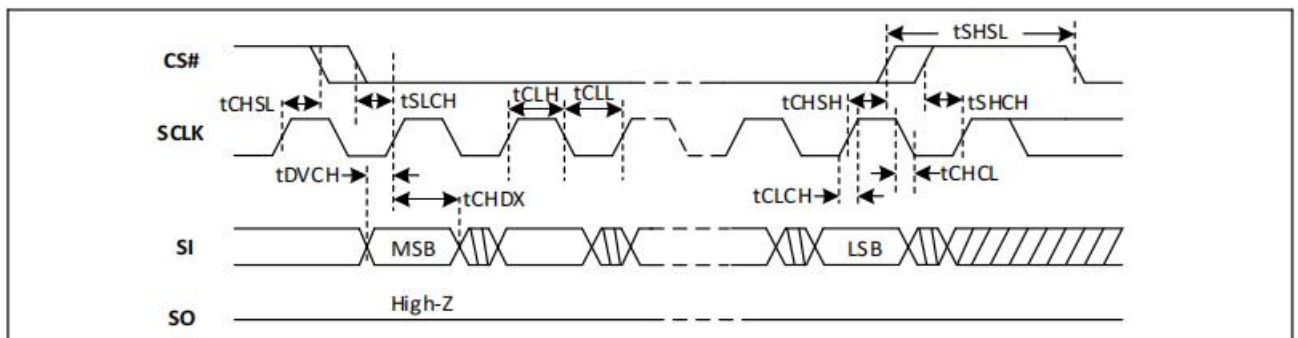 tSHSL
CS#
tCHSL tSLCH tCLH tCLL tCHSH tSHCH
SCLK
tDVCH tCHDX tCLCH tCHCL
SI MSB LSB
High-Z
SO